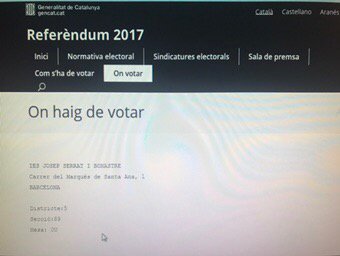 Generalitat de Catalunya
gencat.cat
Català Castellano Aranés
Referèndum 2017
Inici Normativa electoral Sindicatures electorals Sala de premsa
Com s'ha de votar On votar
On haig de votar
IES JOSEP SERRAT I BONASTRE
Carrer del Marquès de Santa Ana, 1
BARCELONA
Districte:5
Secció:89
Mesa: